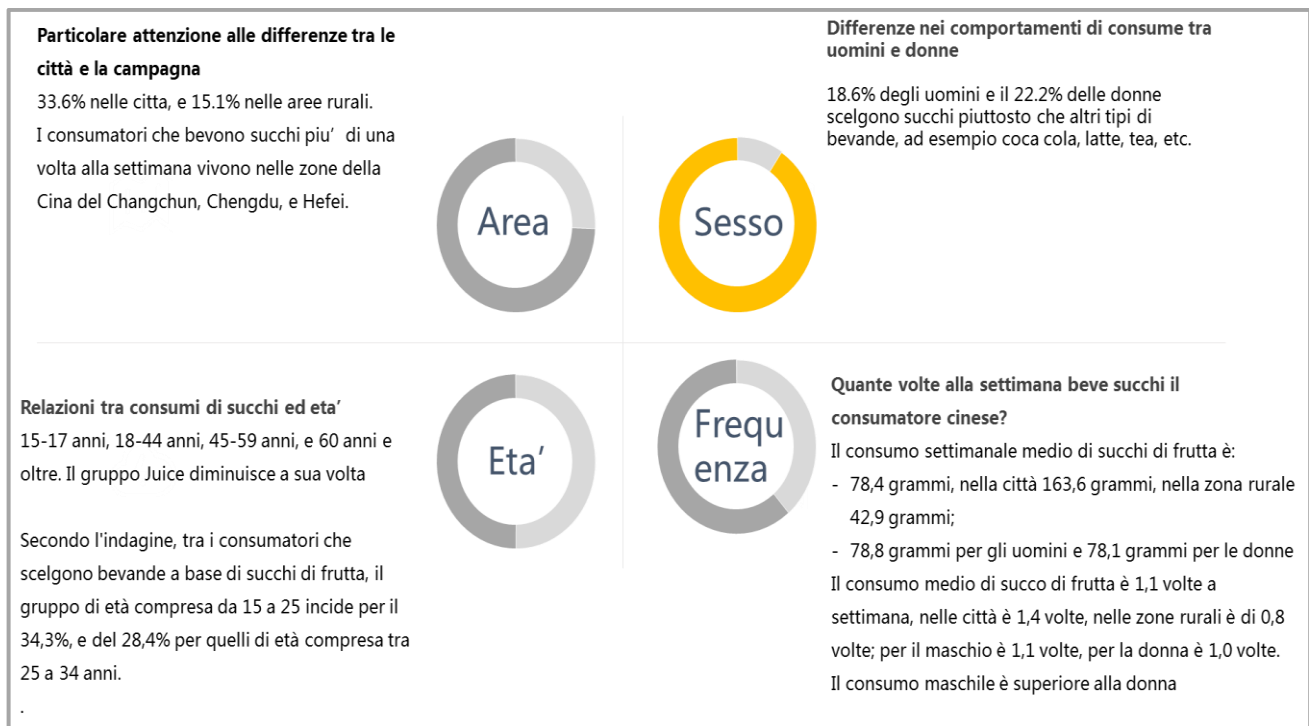 Particolare attenzione alle differenze tra le
città e la campagna
33.6% nelle citta, e 15.1% nelle aree rurali.
I consumatori che bevono succhi piu' di una
volta alla settimana vivono nelle zone della
Cina del Changchun, Chengdu, e Hefei.
Area
Differenze nei comportamenti di consume tra
uomini e donne
18.6% degli uomini e il 22.2% delle donne
scelgono succhi piuttosto che altri tipi di
bevande, ad esempio coca cola, latte, tea, etc.
Sesso
Relazioni tra consumi di succhi ed eta'
15-17 anni, 18-44 anni, 45-59 anni, e 60 anni e
oltre. Il gruppo Juice diminuisce a sua volta
Secondo l'indagine, tra i consumatori che
scelgono bevande a base di succhi di frutta, il
gruppo di età compresa da 15 a 25 incide per il
34,3%, e del 28,4% per quelli di età compresa tra
25 a 34 anni.
.
Eta'
Frequ
enza
Quante volte alla settimana beve succhi il
consumatore cinese?
Il consumo settimanale medio di succhi di frutta è:
- 78,4 grammi, nella città 163,6 grammi, nella zona rurale
42,9 grammi;
- 78,8 grammi per gli uomini e 78,1 grammi per le donne
Il consumo medio di succo di frutta è 1,1 volte a
settimana, nelle città è 1,4 volte, nelle zone rurali è di 0,8
volte; per il maschio è 1,1 volte, per la donna è 1,0 volte.
Il consumo maschile è superiore alla donna